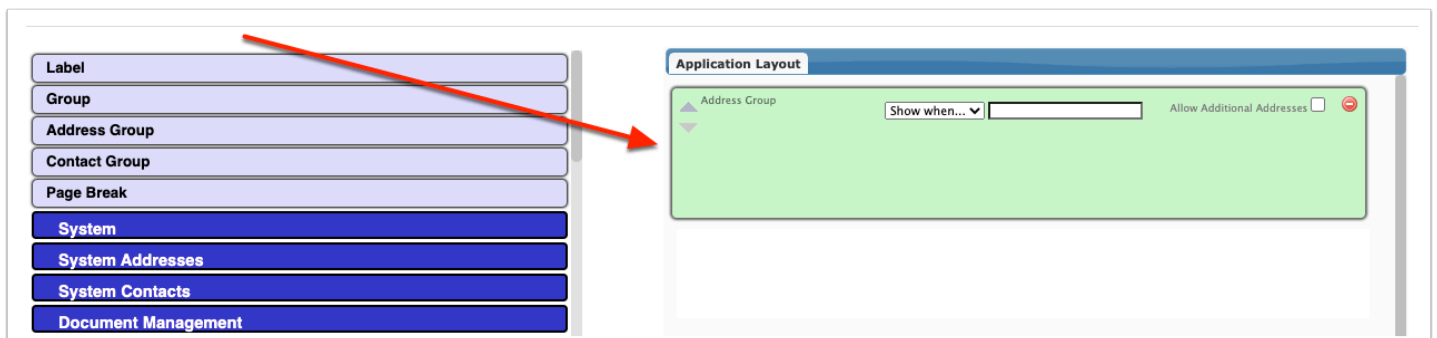 Label
Group
Address Group
Contact Group
Page Break
System
System Addresses
System Contacts
Document Management
Application Layout
Address Group
Show when...
Allow Additional Addresses